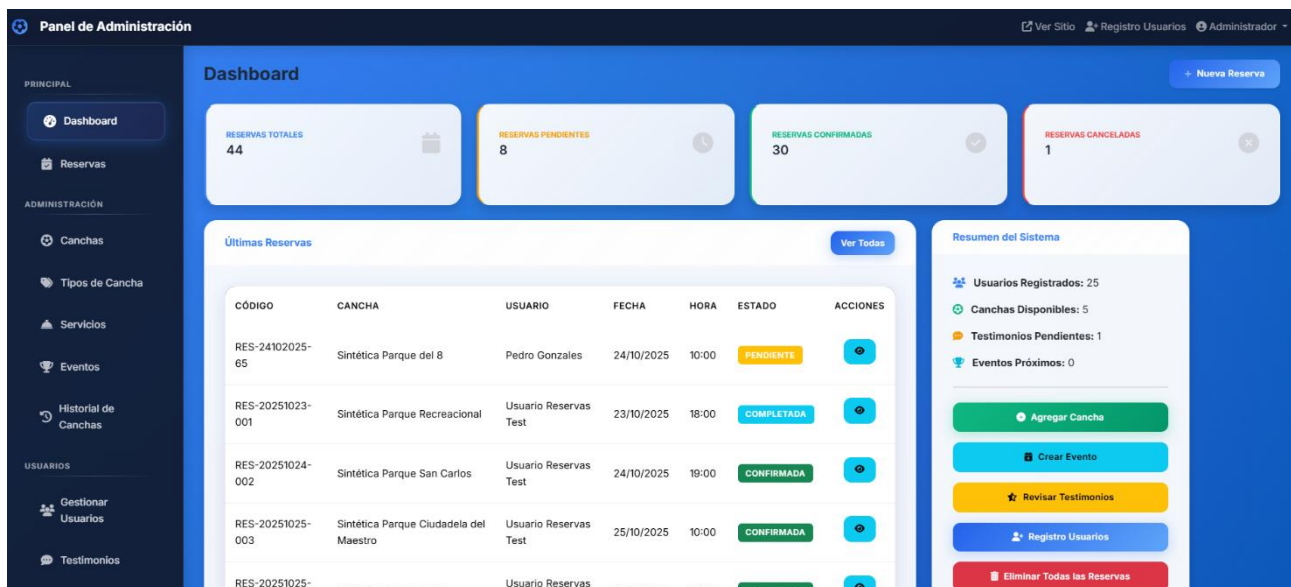 Panel de Administración
Ver Sitio Registro Usuarios Administrador
PRINCIPAL
Dashboard
Reservas
ADMINISTRACIÓN
Canchas
Tipos de Cancha
Servicios
Eventos
Historial de
Canchas
USUARIOS
Gestionar
Usuarios
Testimonios
Dashboard
+ Nueva Reserva
RESERVAS TOTALES
44
RESERVAS PENDIENTES
8
RESERVAS CONFIRMADAS
30
RESERVAS CANCELADAS
1
Últimas Reservas
Ver Todas
CÓDIGO CANCHA USUARIO FECHA HORA ESTADO ACCIONES
RES-24102025-
65
Sintética Parque del 8
Pedro Gonzales
24/10/2025
10:00
PENDIENTE
RES-20251023-
001
Sintética Parque Recreacional
Usuario Reservas
Test
23/10/2025
18:00
COMPLETADA
RES-20251024-
002
Sintética Parque San Carlos
Usuario Reservas
Test
24/10/2025
19:00
CONFIRMADA
RES-20251025-
003
Sintética Parque Ciudadela del
Maestro
Usuario Reservas
Test
25/10/2025
10:00
CONFIRMADA
RES-20251025-
Usuario Reservas
Resumen del Sistema
Usuarios Registrados: 25
Canchas Disponibles: 5
Testimonios Pendientes: 1
Eventos Próximos: 0
Agregar Cancha
Crear Evento
Revisar Testimonios
Registro Usuarios
Eliminar Todas las Reservas